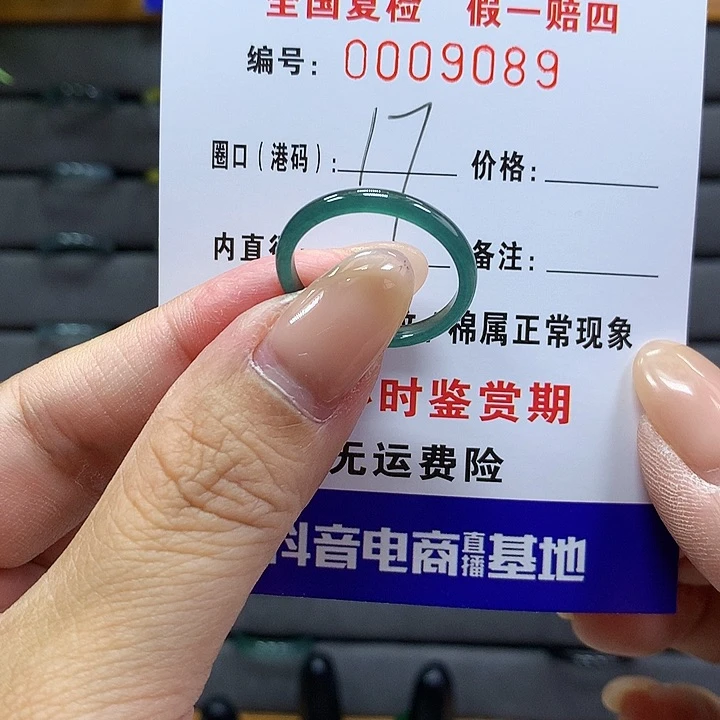 全国复检 假一赔四
编号: 0009089
圈口(港码): 17 价格:
内直 备注:
棉属正常现象
时鉴赏期
无运费险
抖音电商直播基地